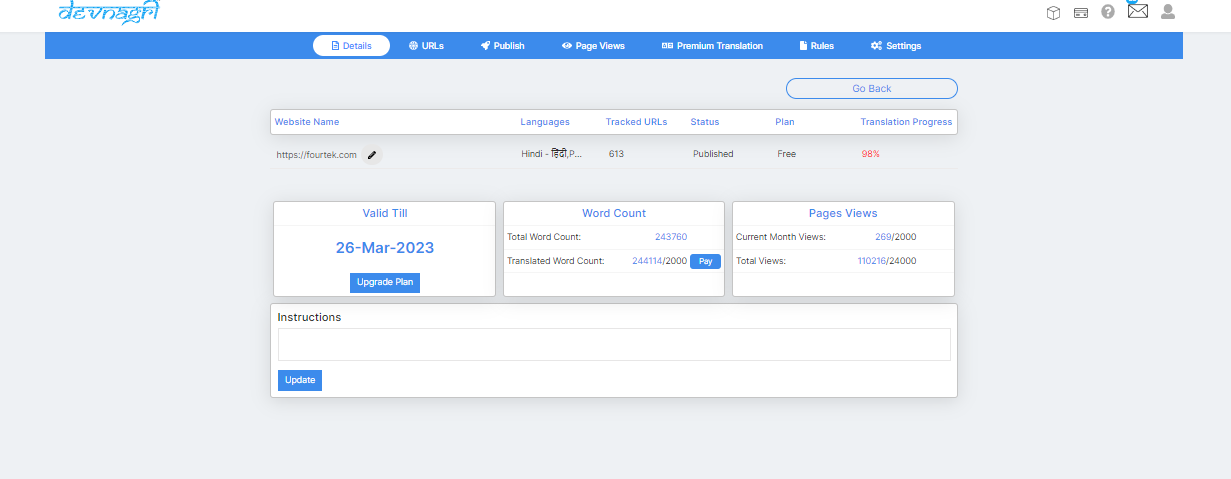 devnagri
Details URLs Publish Page Views Premium Translation Rules Settings
Go Back
Website Name Languages Tracked URLs Status Plan Translation Progress
https://fourtek.com Hindi - हिंदी,P... 613 Published Free 98%
Valid Till Word Count Pages Views
Total Word Count: 243760 Current Month Views: 269/2000
26-Mar-2023
Translated Word Count: 244114/2000 Pay Total Views: 110216/24000
Upgrade Plan
Instructions
Update